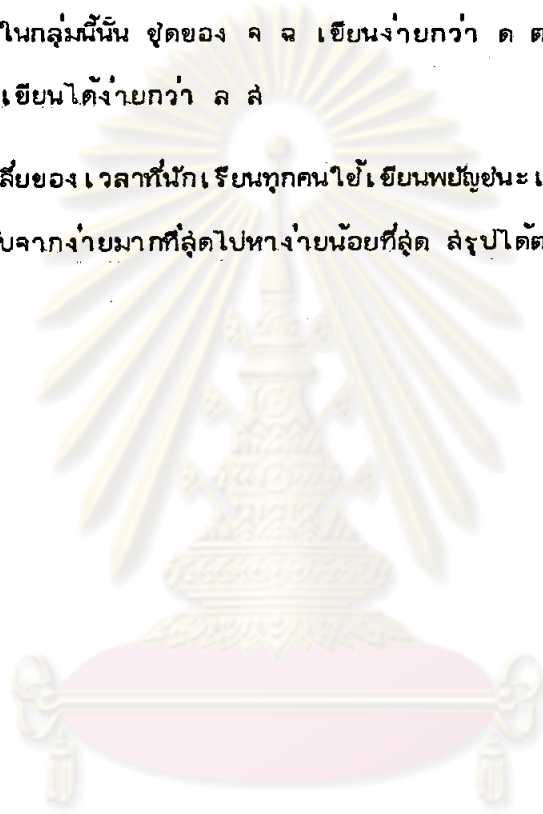 ในกลุ่มนี้นั้น ชุดของ จ ฉ เขียนง่ายกว่า ด ต
เขียนได้ง่ายกว่า ล ส
ลี่ยของเวลาที่นักเรียนทุกคนใช้เขียนพยัญชนะเ
บจากง่ายมากที่สุดไปหาง่ายน้อยที่สุด สรุปได้ต